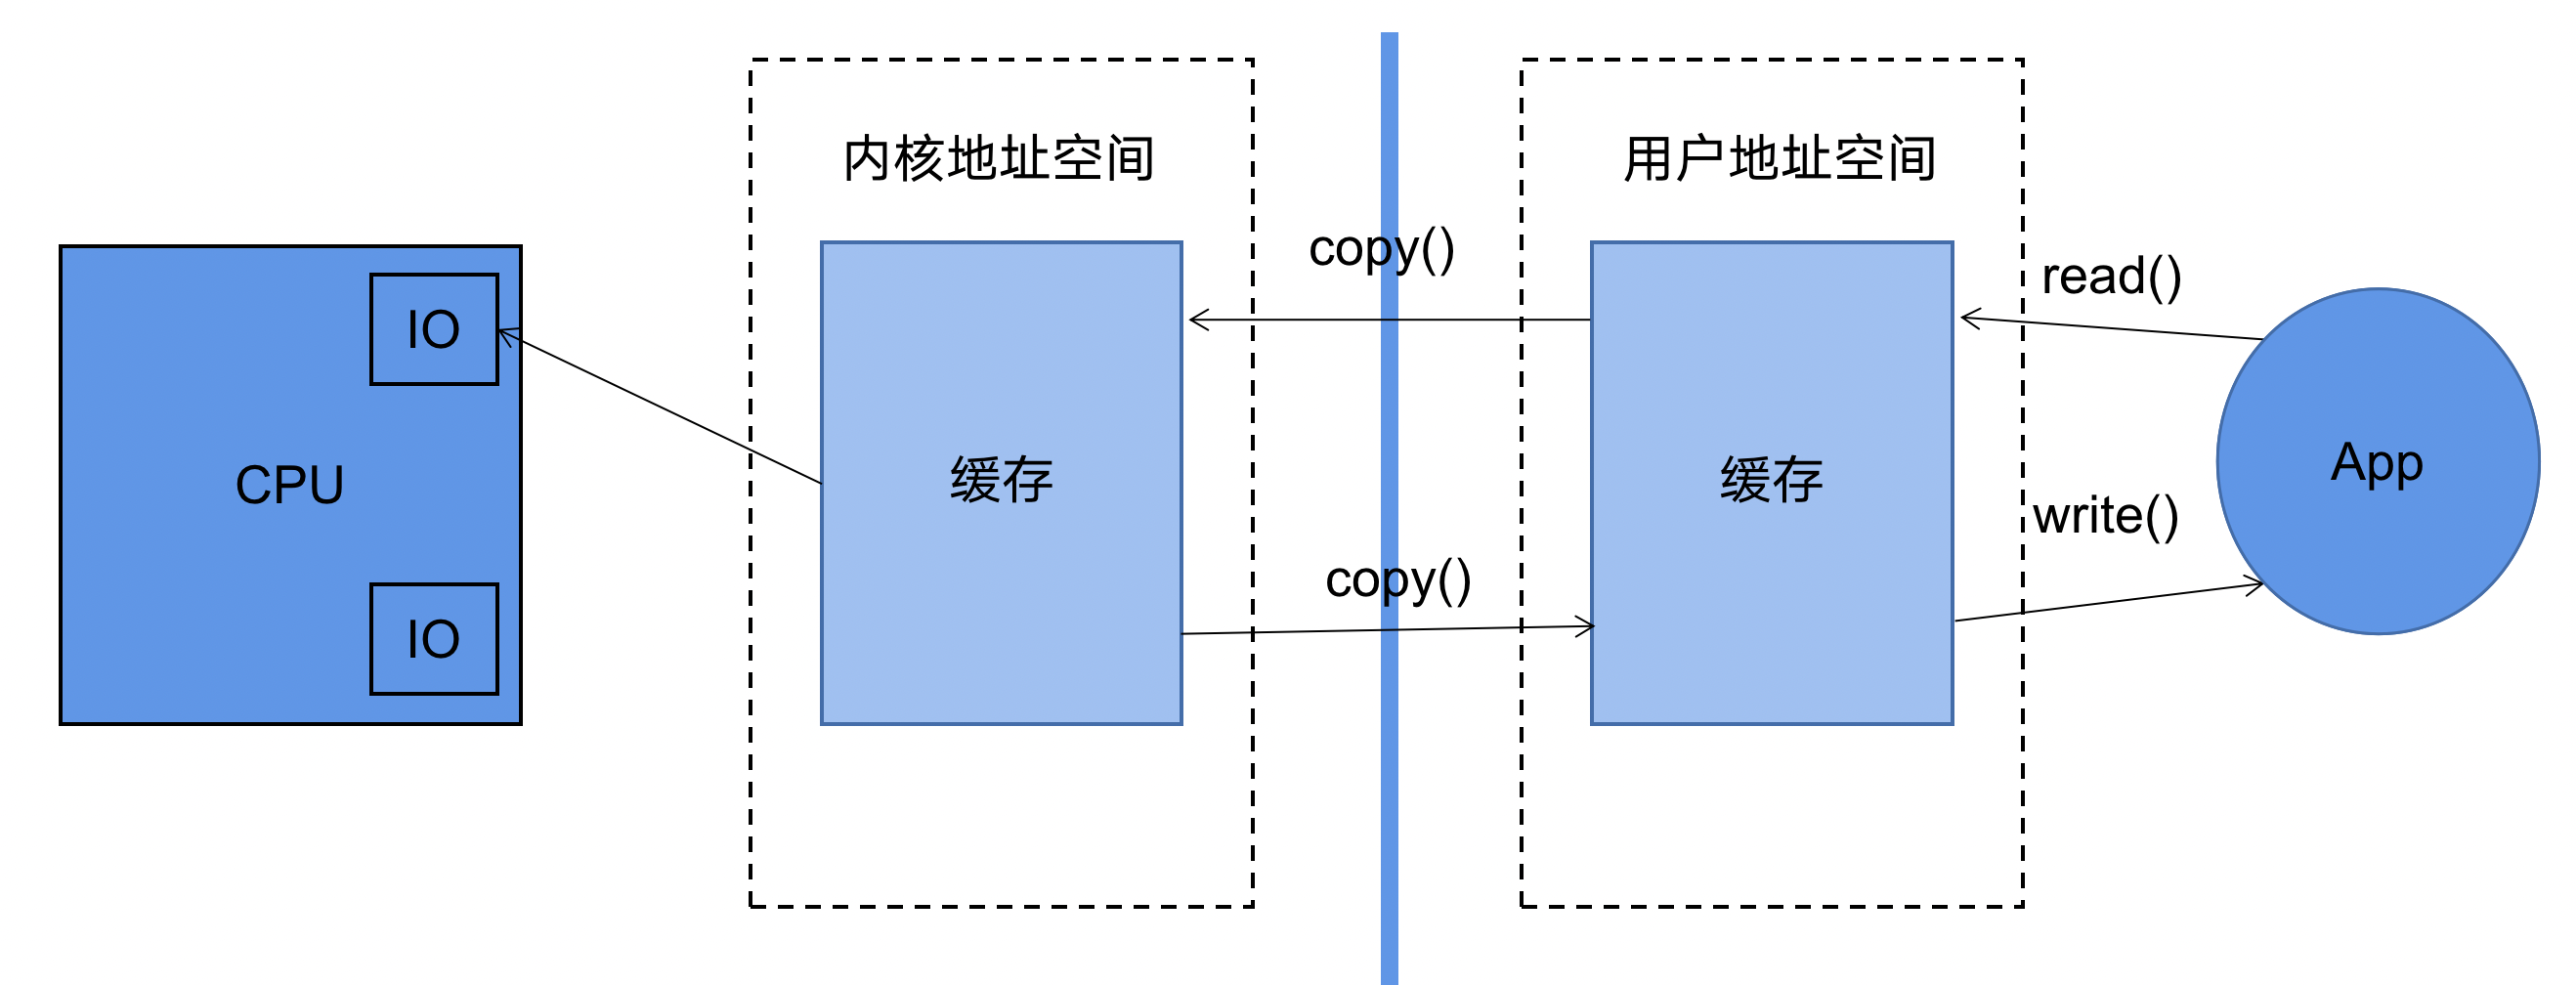 内核地址空间
用户地址空间
copy()
read()
IO
CPU
缓存
缓存
App
write()
copy()
IO